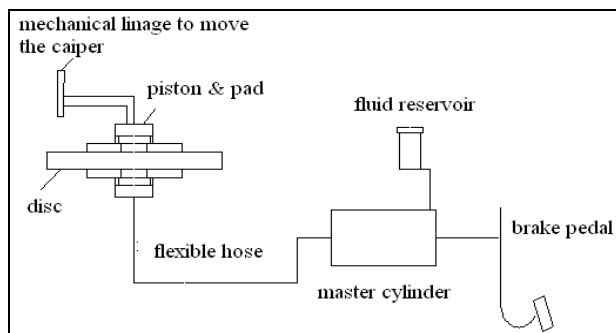 mechanical linage to move
the caiper
piston & pad
fluid reservoir
disc
flexible hose
brake pedal
master cylinder